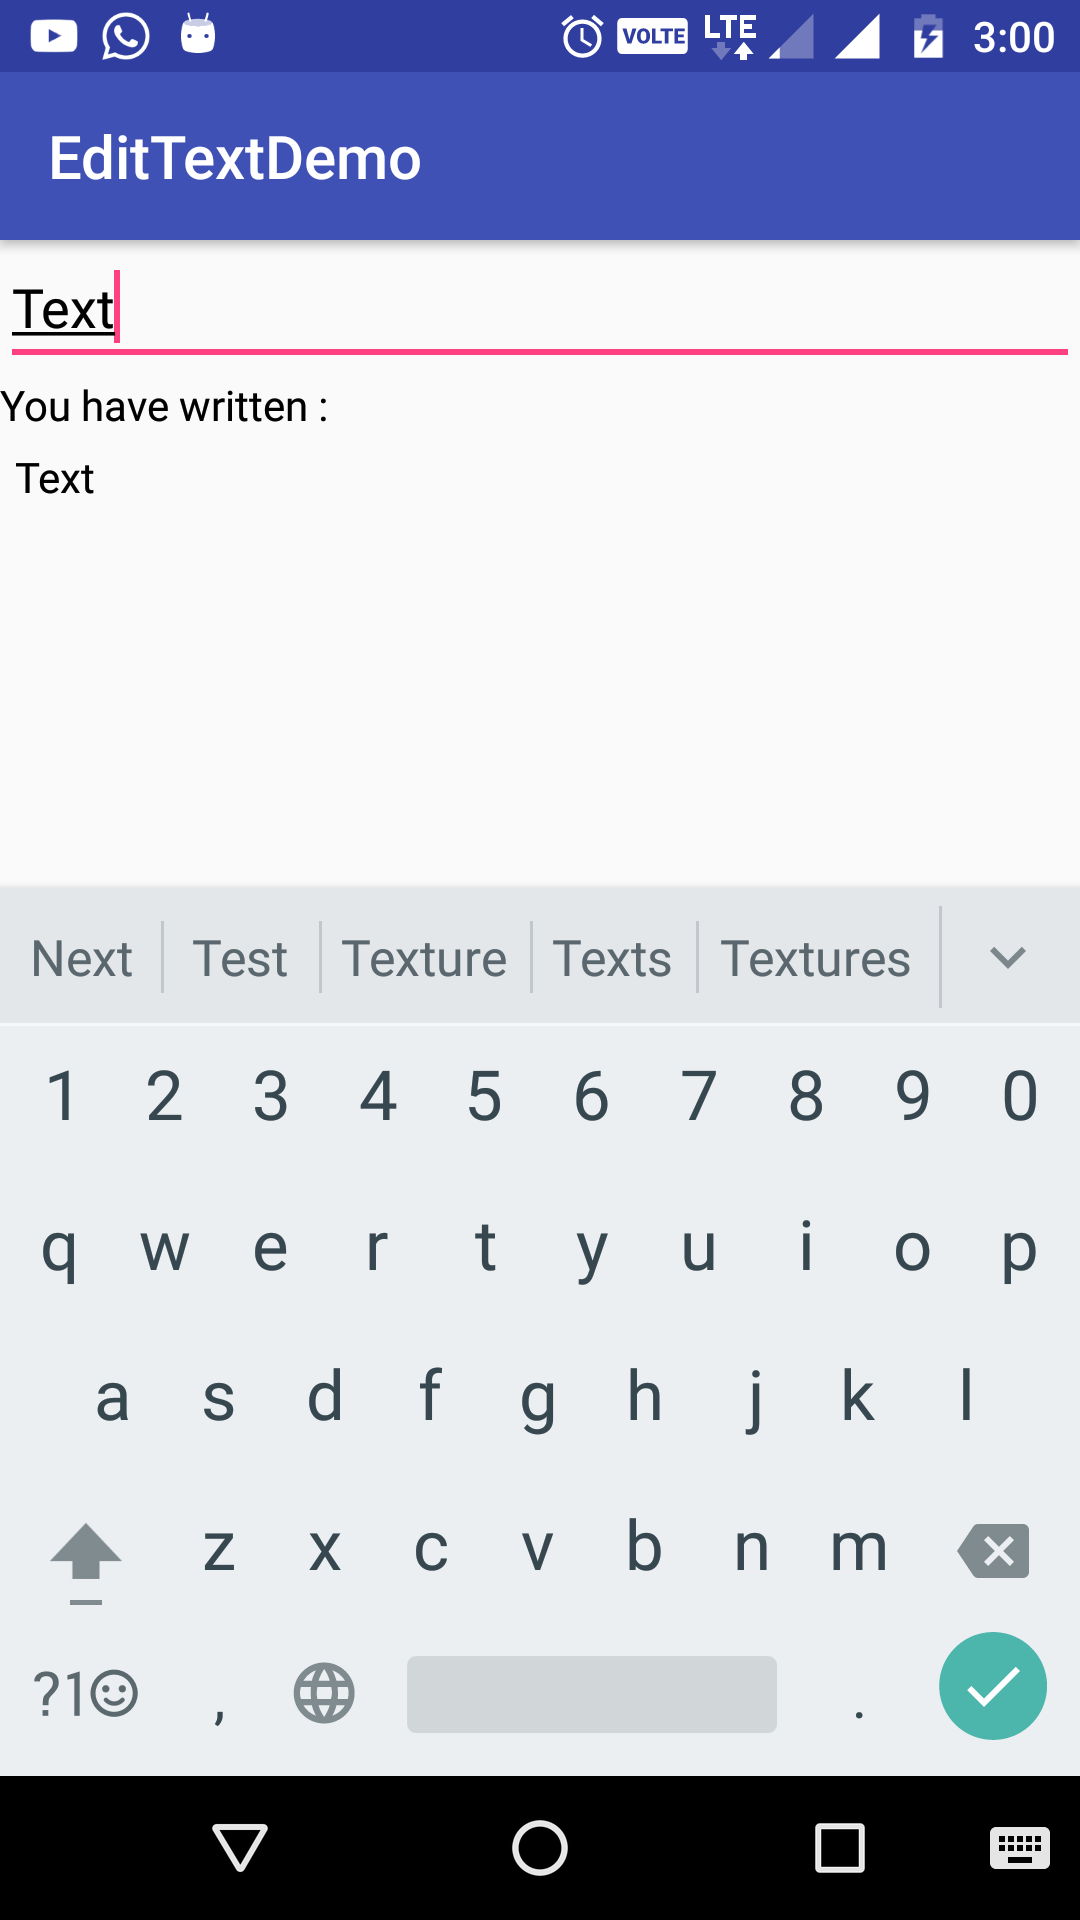 VOLTE LTE 3:00
EditTextDemo
Text
You have written :
Text
Next Test Texture Texts Textures
1 2 3 4 5 6 7 8 9 0
q w e r t y u i o p
a s d f g h j k l
z x c v b n m
?1☺ , .